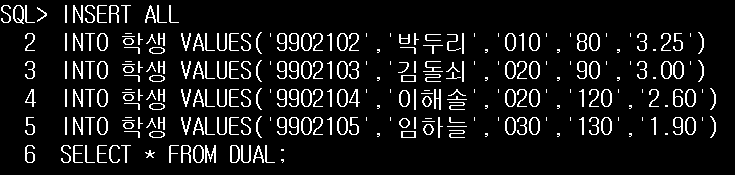 SQL> INSERT ALL
2 INTO 학생 VALUES('9902102','박두리','010','80','3.25')
3 INTO 학생 VALUES('9902103','김돌쇠','020','90','3.00')
4 INTO 학생 VALUES('9902104','이해솔','020','120','2.60')
5 INTO 학생 VALUES('9902105','임하늘','030','130','1.90')
6 SELECT * FROM DUAL;